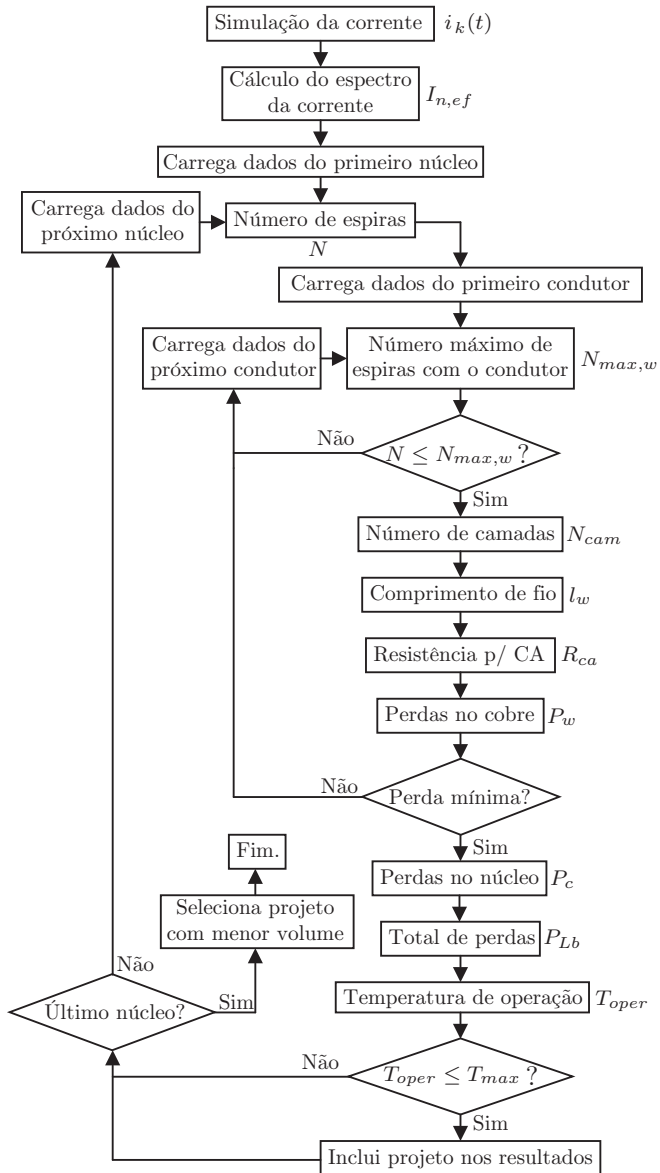 Simulação da corrente i_k(t)
Cálculo do espectro
da corrente
I_{n,ef}
Carrega dados do primeiro núcleo
Carrega dados do
próximo núcleo
Número de espiras
N
Carrega dados do primeiro condutor
Carrega dados do
próximo condutor
Número máximo de
espiras com o condutor
N_{max,w}
Não
N ≤ N_{max,w} ?
Sim
Número de camadas N_{cam}
Comprimento de fio l_w
Resistência p/ CA R_{ca}
Perdas no cobre P_w
Não
Perda mínima?
Sim
Fim.
Perdas no núcleo P_c
Seleciona projeto
com menor volume
Total de perdas P_{Lb}
Não
Temperatura de operação T_{oper}
Último núcleo?
Sim
Não
T_{oper} ≤ T_{max} ?
Sim
Inclui projeto nos resultados